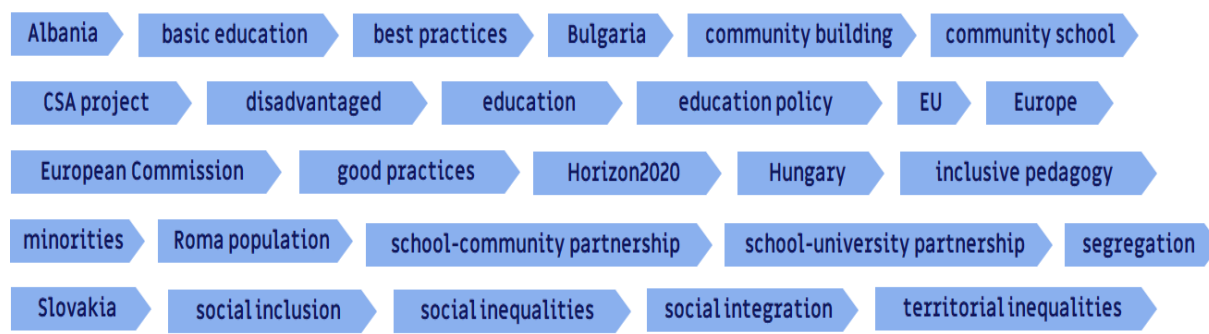 Albania basic education best practices Bulgaria community building community school
CSA project disadvantaged education education policy EU Europe
European Commission good practices Horizon2020 Hungary inclusive pedagogy
minorities Roma population school-community partnership school-university partnership segregation
Slovakia social inclusion social inequalities social integration territorial inequalities